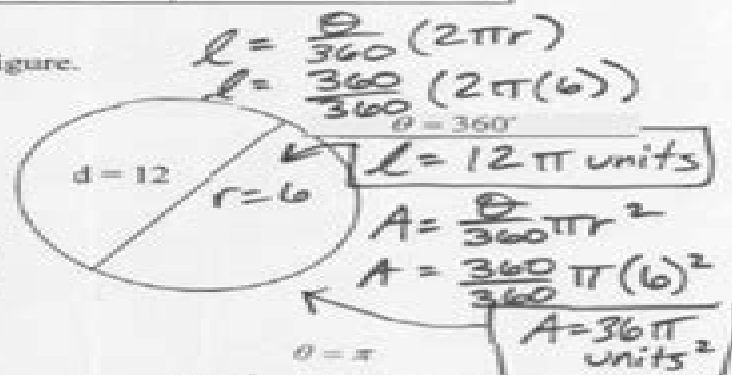 igure.
ℓ = θ/360 (2πr)
ℓ = 360/360 (2π(6))
θ = 360°
d = 12
r = 6
ℓ = 12π units
A = θ/360 πr²
A = 360/360 π(6)²
A = 36π
units²
θ = π